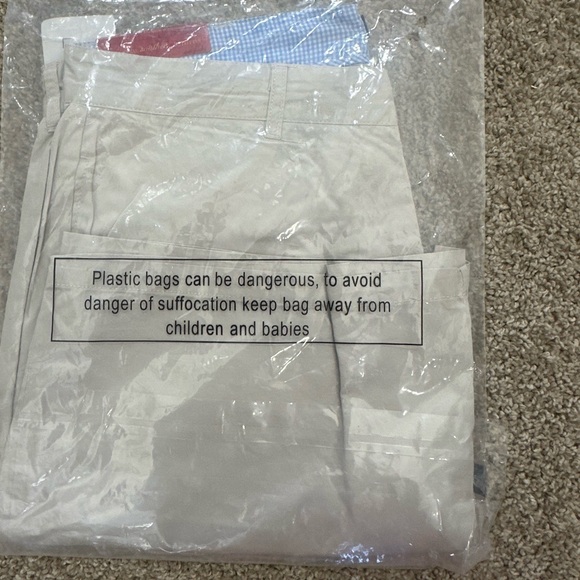 Plastic bags can be dangerous, to avoid
danger of suffocation keep bag away from
children and babies